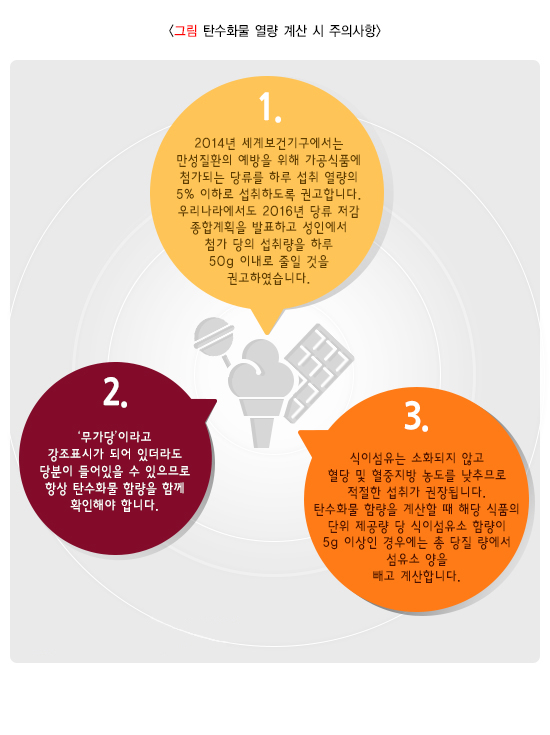 <그림 탄수화물 열량 계산 시 주의사항>
1.
2014년 세계보건기구에서는
만성질환의 예방을 위해 가공식품에
첨가되는 당류를 하루 섭취 열량의
5% 이하로 섭취하도록 권고합니다.
우리나라에서도 2016년 당류 저감
종합계획을 발표하고 성인에서
첨가 당의 섭취량을 하루
50g 이내로 줄일 것을
권고하였습니다.
2.
'무가당'이라고
강조표시가 되어 있더라도
당분이 들어있을 수 있으므로
항상 탄수화물 함량을 함께
확인해야 합니다.
3.
식이섬유는 소화되지 않고
혈당 및 혈중지방 농도를 낮추므로
적절한 섭취가 권장됩니다.
탄수화물 함량을 계산할 때 해당 식품의
단위 제공량 당 식이섬유소 함량이
5g 이상인 경우에는 총 당질 량에서
섬유소 양을
빼고 계산합니다.